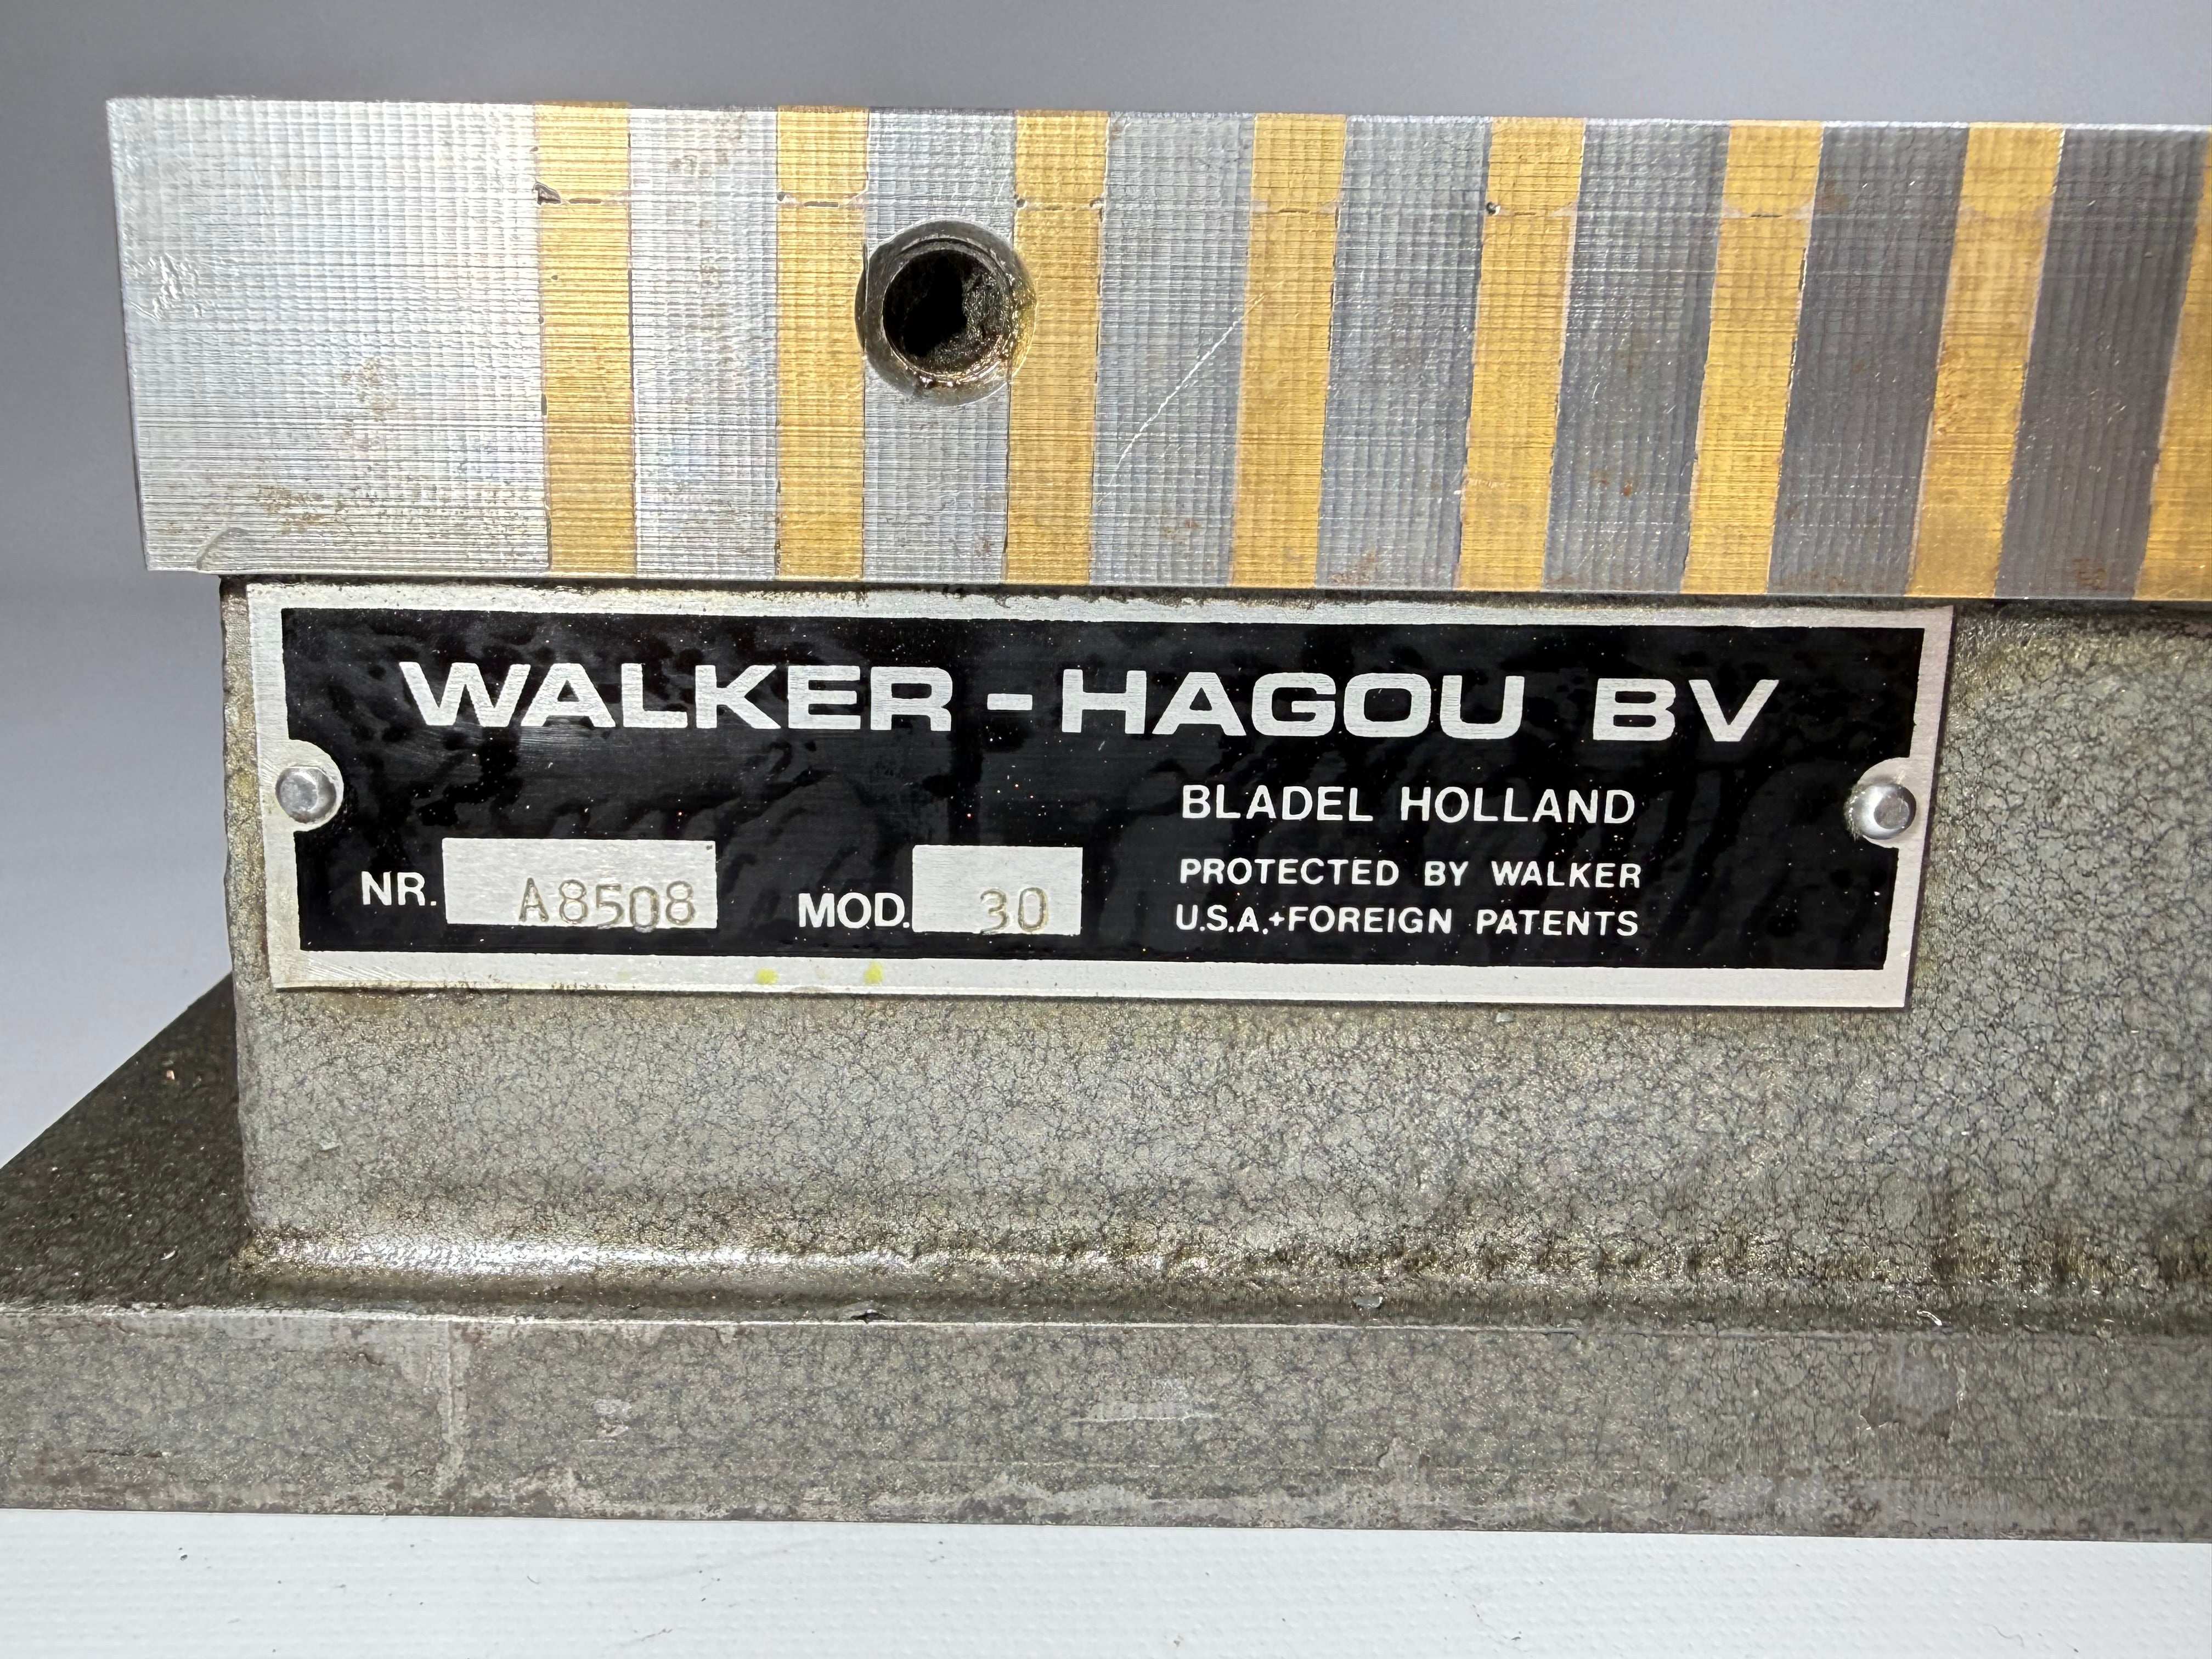 WALKER - HAGOU BV
BLADEL HOLLAND
NR. A8508 MOD. 30
PROTECTED BY WALKER
U.S.A.+FOREIGN PATENTS